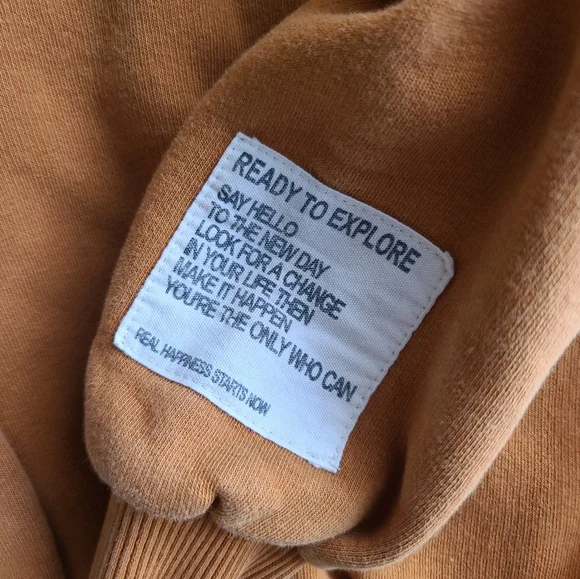 READY TO EXPLORE
SAY HELLO
TO THE NEW DAY
LOOK FOR A CHANGE
IN YOUR LIFE THEN
MAKE IT HAPPEN
YOU'RE THE ONLY WHO CAN
REAL HAPPINESS STARTS NOW